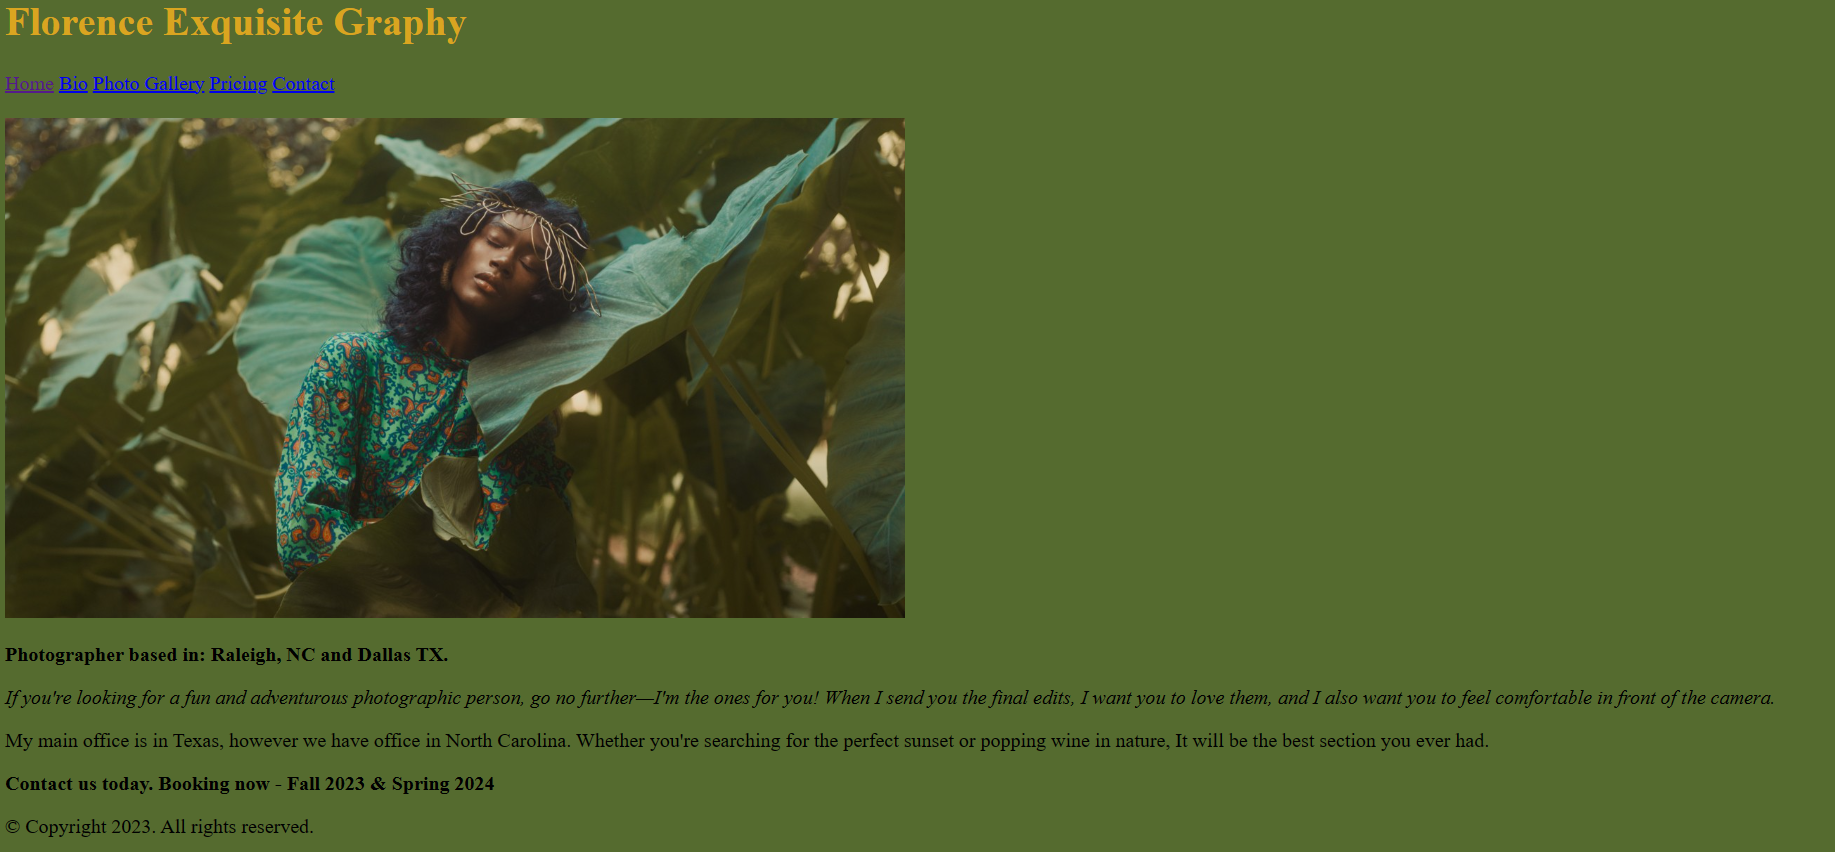 Florence Exquisite Graphy
Home Bio Photo Gallery Pricing Contact
Photographer based in: Raleigh, NC and Dallas TX.
If you're looking for a fun and adventurous photographic person, go no further—I'm the ones for you! When I send you the final edits, I want you to love them, and I also want you to feel comfortable in front of the camera.
My main office is in Texas, however we have office in North Carolina. Whether you're searching for the perfect sunset or popping wine in nature, It will be the best section you ever had.
Contact us today. Booking now - Fall 2023 & Spring 2024
© Copyright 2023. All rights reserved.